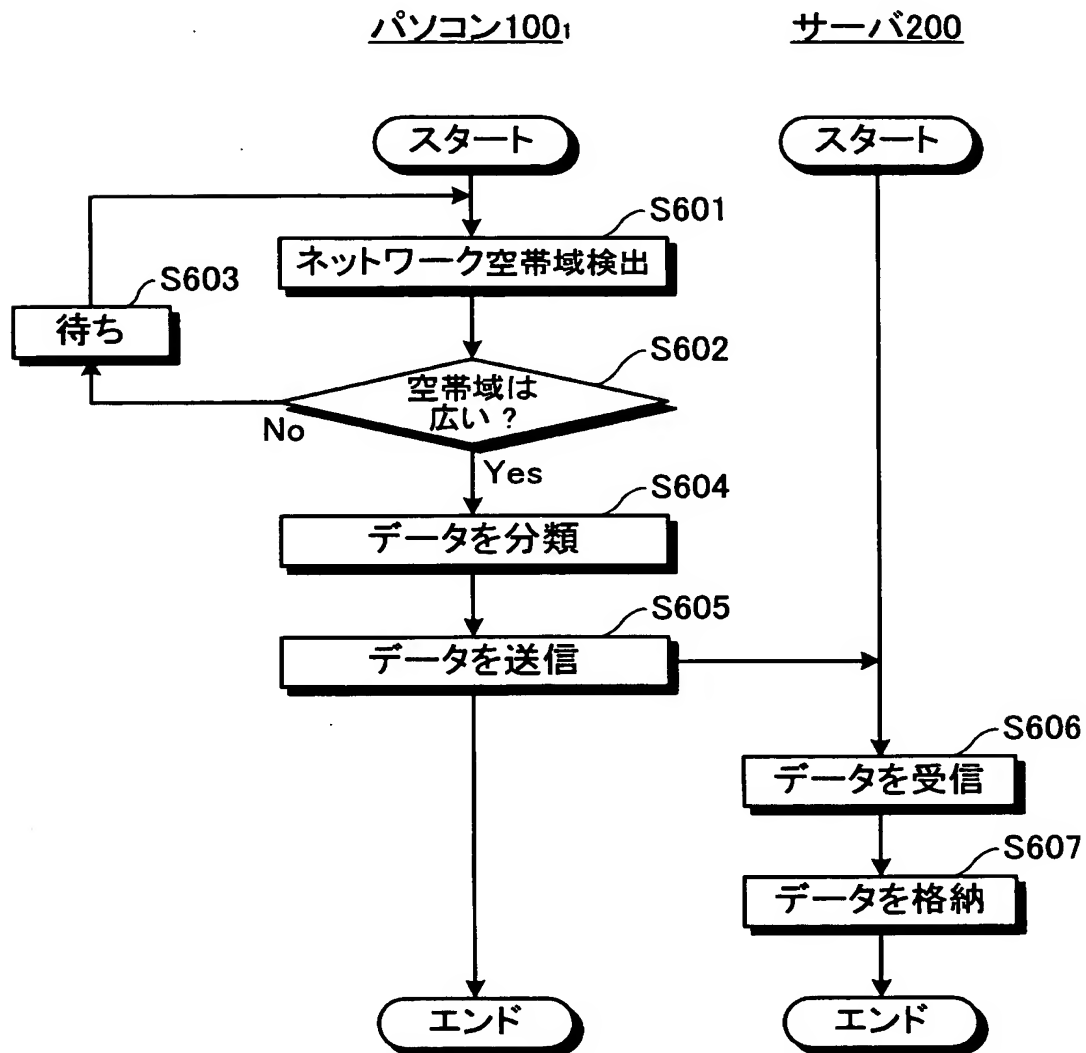 パソコン100₁
サーバ200
スタート
スタート
S601
ネットワーク空帯域検出
S603
待ち
S602
空帯域は
広い?
No
Yes
S604
データを分類
S605
データを送信
S606
データを受信
S607
データを格納
エンド
エンド